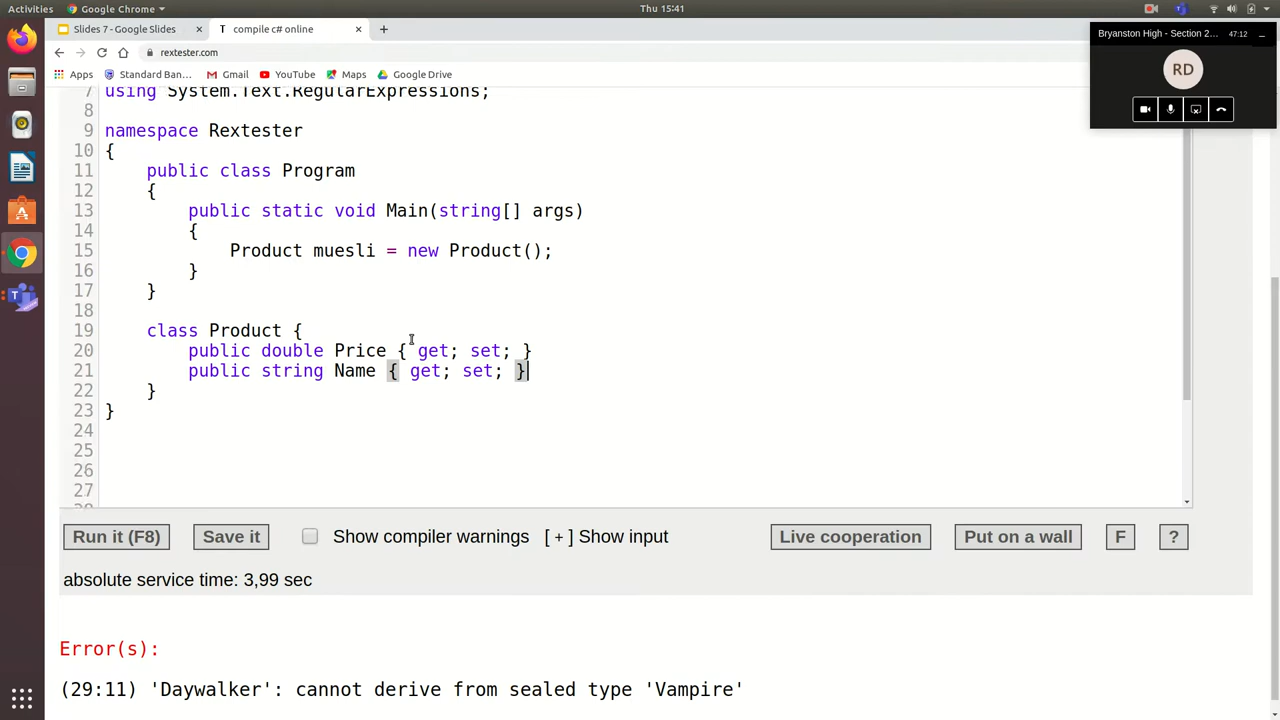 Activities Google Chrome Thu 15:41
Slides 7 - Google Slides × T compile c# online × +
Bryanston High - Section 2... 47:12
rextester.com
RD
Apps Standard Ban... Gmail YouTube Maps Google Drive
7 using System.Text.RegularExpressions;
8
9 namespace Rextester
10 {
11 public class Program
12 {
13 public static void Main(string[] args)
14 {
15 Product muesli = new Product();
16 }
17 }
18
19 class Product {
20 public double Price { get; set; }
21 public string Name { get; set; }
22 }
23 }
24
25
26
27
Run it (F8) Save it Show compiler warnings [ + ] Show input Live cooperation Put on a wall F ?
absolute service time: 3,99 sec
Error(s):
(29:11) 'Daywalker': cannot derive from sealed type 'Vampire'